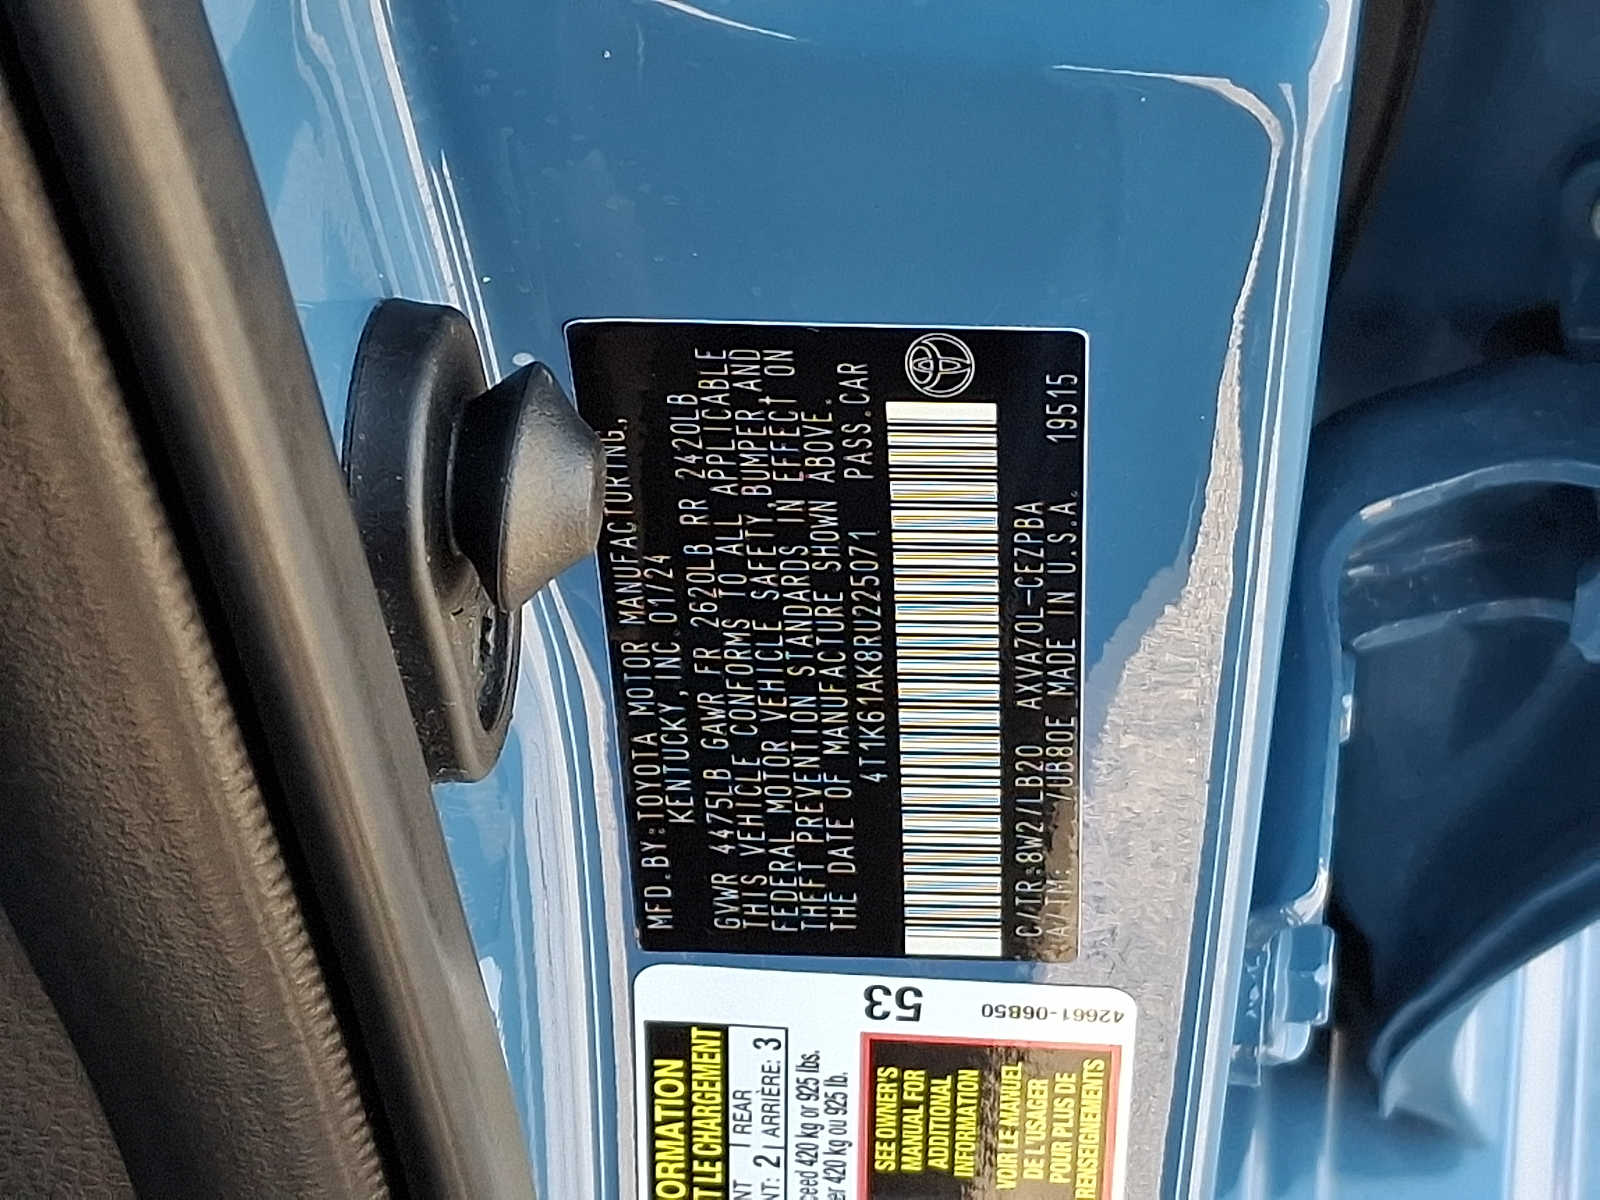 MFD.BY:TOYOTA MOTOR MANUFACTURING,
KENTUCKY, INC. 01/24
GVWR 4475LB GAWR FR 2620LB RR 2420LB
THIS VEHICLE CONFORMS TO ALL APPLICABLE
FEDERAL MOTOR VEHICLE SAFETY, BUMPER, AND
THEFT PREVENTION STANDARDS IN EFFECT ON
THE DATE OF MANUFACTURE SHOWN ABOVE.
4T1K61AK8RU225071 PASS.CAR
C/TR:8W2/LB20 AXVA70L-CEZPBA
A/TM: /UB80E MADE IN U.S.A. 19515
53
42661-06B50
ORMATION
T LE CHARGEMENT
NT 2 REAR 3
NT: ARRIÈRE:
ceed 420 kg or 925 lbs.
er 420 kg ou 925 lb.
SEE OWNER'S
MANUAL FOR
ADDITIONAL
INFORMATION
VOIR LE MANUEL
DE L'USAGER
POUR PLUS DE
RENSEIGNEMENTS